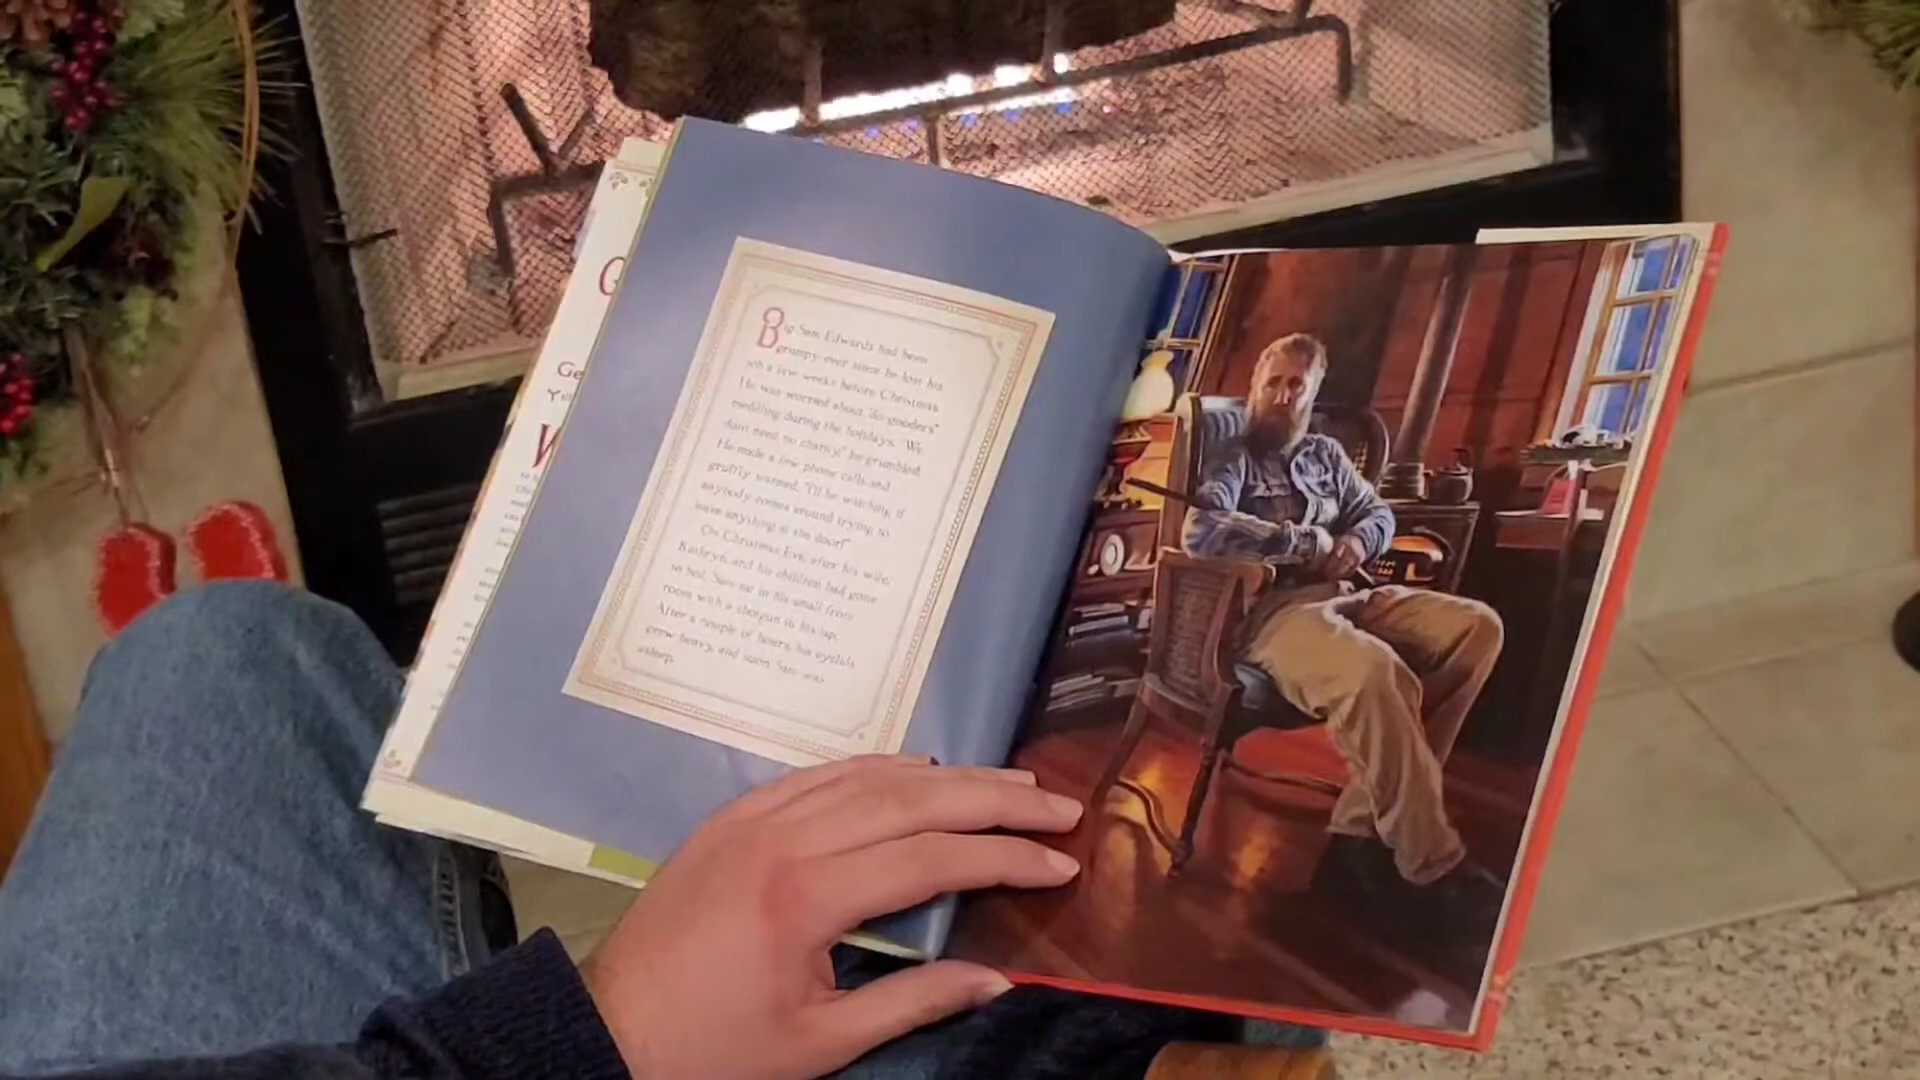 Big Sam Edwards had been
grumpy ever since he lost his
job a few weeks before Christmas.
He was worried about "do-gooders"
meddling during the holidays. "We
don't need no charity," he grumbled.
He made a few phone calls and
gruffly warned, "I'll be watching if
anybody comes around trying to
leave anything at the door!"
On Christmas Eve, after his wife,
Kathryn, and his children had gone
to bed, Sam sat in his small front
room with a shotgun in his lap.
After a couple of hours, his eyelids
grew heavy, and soon Sam was
asleep.
Ge